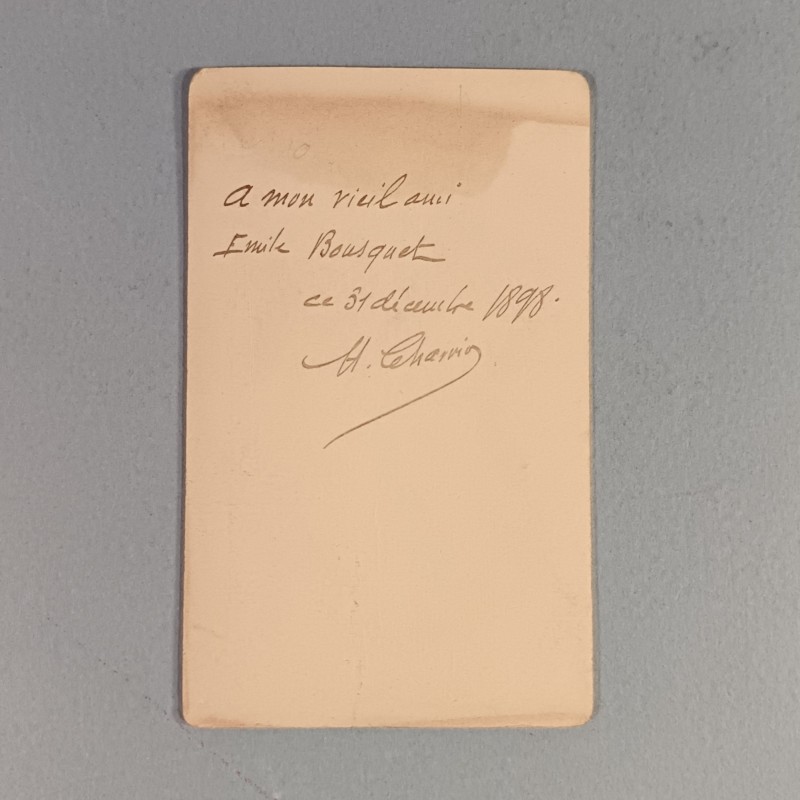 A mon vieil ami
Emile Bousquet
ce 31 décembre 1898.
H.